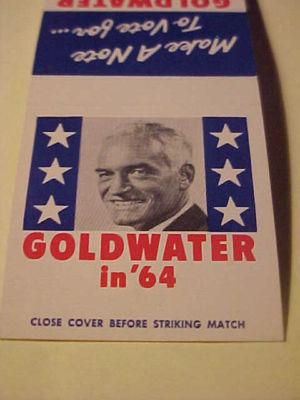 GOLDWATER
Make A Note
To Vote for...
GOLDWATER
in '64
CLOSE COVER BEFORE STRIKING MATCH